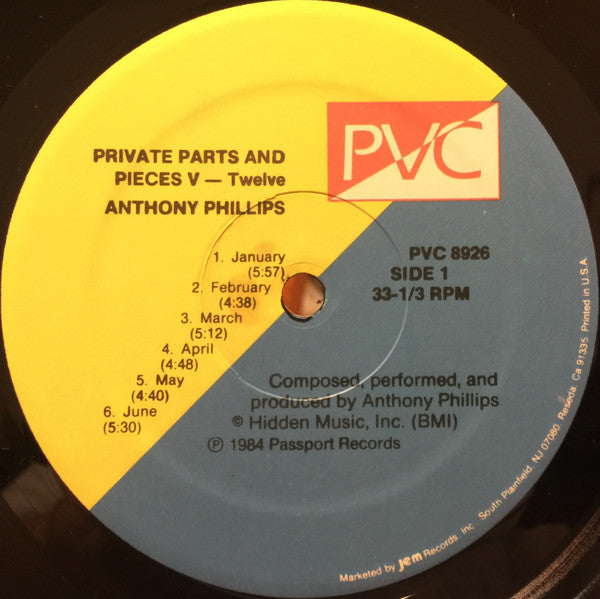 PVC
PRIVATE PARTS AND
PIECES V — Twelve
ANTHONY PHILLIPS
1. January
(5:57)
2. February
(4:38)
3. March
(5:12)
4. April
(4:48)
5. May
(4:40)
6. June
(5:30)
PVC 8926
SIDE 1
33-1/3 RPM
Composed, performed, and
produced by Anthony Phillips
© Hidden Music, Inc. (BMI)
℗ 1984 Passport Records
Marketed by Jem Records, Inc. South Plainfield, NJ 07080 Reseda, Ca 91335 Printed in U.S.A.